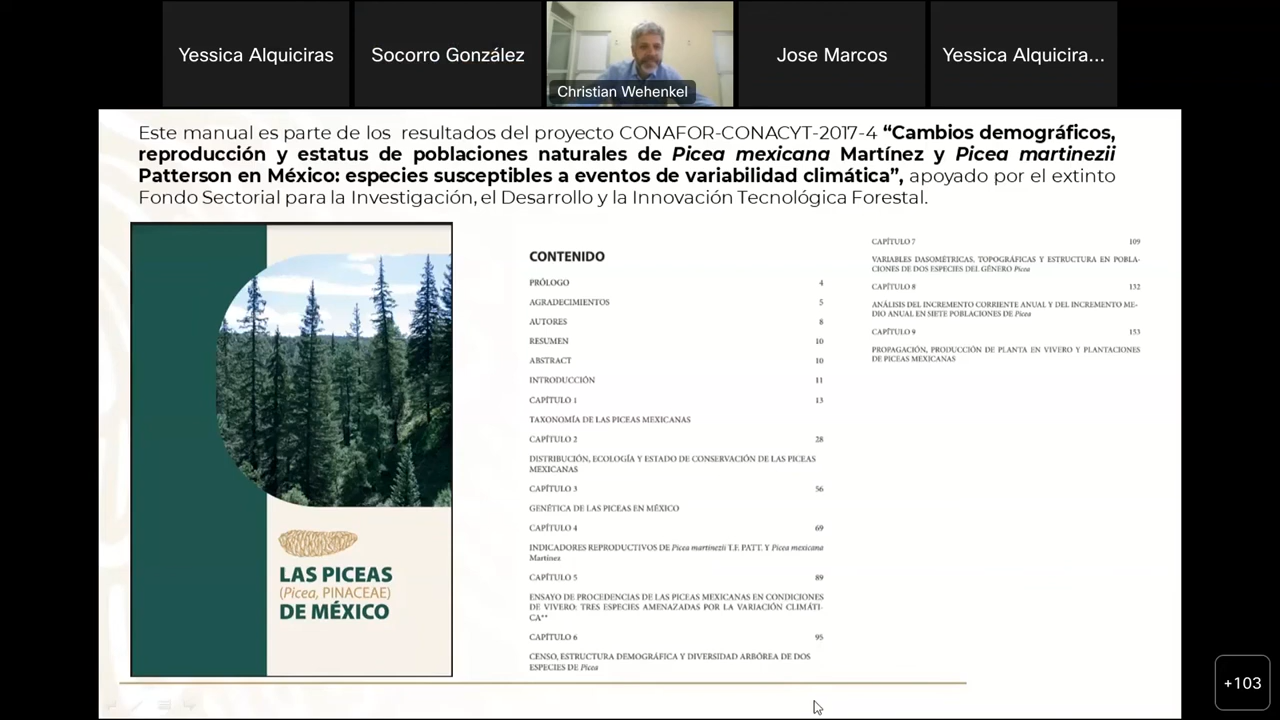 Yessica Alquiciras
Socorro González
Christian Wehenkel
Jose Marcos
Yessica Alquicira...
Este manual es parte de los resultados del proyecto CONAFOR-CONACYT-2017-4 “Cambios demográficos,
reproducción y estatus de poblaciones naturales de Picea mexicana Martínez y Picea martinezii
Patterson en México: especies susceptibles a eventos de variabilidad climática”, apoyado por el extinto
Fondo Sectorial para la Investigación, el Desarrollo y la Innovación Tecnológica Forestal.
LAS PICEAS
(Picea, PINACEAE)
DE MÉXICO
CONTENIDO
PRÓLOGO 4
AGRADECIMIENTOS 5
AUTORES 8
RESUMEN 10
ABSTRACT 10
INTRODUCCIÓN 11
CAPÍTULO 1 13
TAXONOMÍA DE LAS PICEAS MEXICANAS
CAPÍTULO 2 28
DISTRIBUCIÓN, ECOLOGÍA Y ESTADO DE CONSERVACIÓN DE LAS PICEAS
MEXICANAS
CAPÍTULO 3 56
GENÉTICA DE LAS PICEAS EN MÉXICO
CAPÍTULO 4 69
INDICADORES REPRODUCTIVOS DE Picea martinezii T.F. PATT. Y Picea mexicana
Martínez
CAPÍTULO 5 89
ENSAYO DE PROCEDENCIAS DE LAS PICEAS MEXICANAS EN CONDICIONES
DE VIVERO: TRES ESPECIES AMENAZADAS POR LA VARIACIÓN CLIMÁTI-
CA**
CAPÍTULO 6 95
CENSO, ESTRUCTURA DEMOGRÁFICA Y DIVERSIDAD ARBÓREA DE DOS
ESPECIES DE Picea
CAPÍTULO 7 109
VARIABLES DASOMÉTRICAS, TOPOGRÁFICAS Y ESTRUCTURA EN POBLA-
CIONES DE DOS ESPECIES DEL GÉNERO Picea
CAPÍTULO 8 132
ANÁLISIS DEL INCREMENTO CORRIENTE ANUAL Y DEL INCREMENTO ME-
DIO ANUAL EN SIETE POBLACIONES DE Picea
CAPÍTULO 9 153
PROPAGACIÓN, PRODUCCIÓN DE PLANTA EN VIVERO Y PLANTACIONES
DE PICEAS MEXICANAS
+103